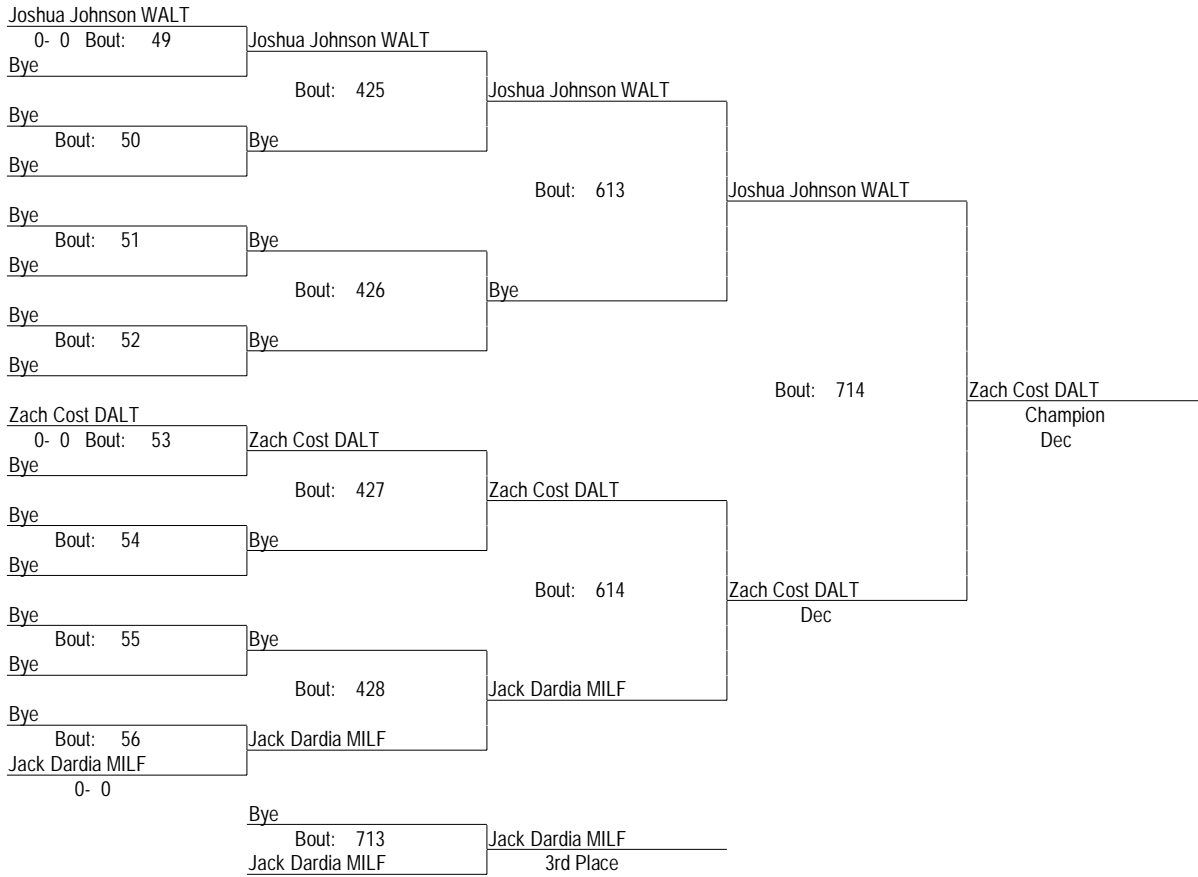 Joshua Johnson WALT
0- 0 Bout: 49 Joshua Johnson WALT
Bye
Bout: 425 Joshua Johnson WALT
Bye
Bout: 50 Bye
Bye
Bout: 613 Joshua Johnson WALT
Bye
Bout: 51 Bye
Bye
Bout: 426 Bye
Bye
Bout: 52 Bye
Bye
Bout: 714 Zach Cost DALT
Zach Cost DALT Champion
0- 0 Bout: 53 Zach Cost DALT Dec
Bye
Bout: 427 Zach Cost DALT
Bye
Bout: 54 Bye
Bye
Bout: 614 Zach Cost DALT
Bye Dec
Bout: 55 Bye
Bye
Bout: 428 Jack Dardia MILF
Bye
Bout: 56 Jack Dardia MILF
Jack Dardia MILF
0- 0
Bye
Bout: 713 Jack Dardia MILF
Jack Dardia MILF 3rd Place